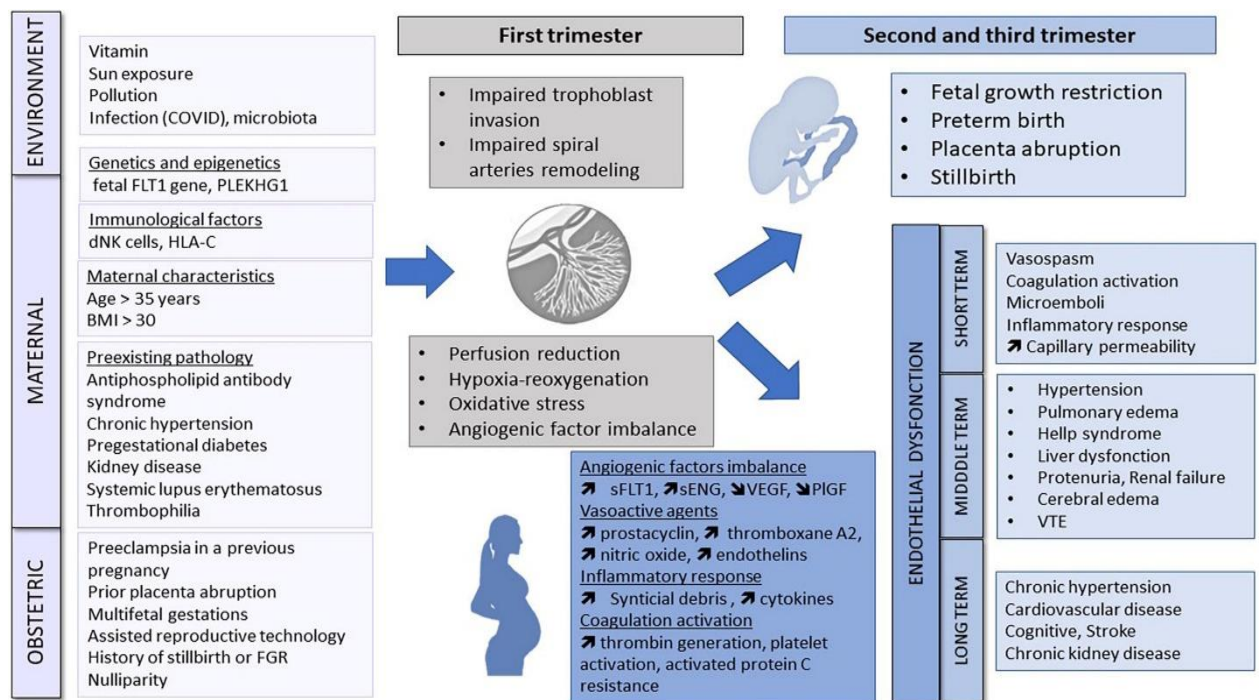 ENVIRONMENT
Vitamin
Sun exposure
Pollution
Infection (COVID), microbiota
Genetics and epigenetics
fetal FLT1 gene, PLEKHG1
MATERNAL
Immunological factors
dNK cells, HLA-C
Maternal characteristics
Age > 35 years
BMI > 30
Preexisting pathology
Antiphospholipid antibody
syndrome
Chronic hypertension
Pregestational diabetes
Kidney disease
Systemic lupus erythematosus
Thrombophilia
OBSTETRIC
Preeclampsia in a previous
pregnancy
Prior placenta abruption
Multifetal gestations
Assisted reproductive technology
History of stillbirth or FGR
Nulliparity
First trimester
• Impaired trophoblast
invasion
• Impaired spiral
arteries remodeling
• Perfusion reduction
• Hypoxia-reoxygenation
• Oxidative stress
• Angiogenic factor imbalance
Second and third trimester
• Fetal growth restriction
• Preterm birth
• Placenta abruption
• Stillbirth
Angiogenic factors imbalance
↗ sFLT1, ↗sENG, ↘VEGF, ↘PlGF
Vasoactive agents
↗prostacyclin, ↗ thromboxane A2,
↗nitric oxide, ↗ endothelins
Inflammatory response
↗ Synticial debris , ↗cytokines
Coagulation activation
↗thrombin generation, platelet
activation, activated protein C
resistance
ENDOTHELIAL DYSFONCTION
SHORT TERM
Vasospasm
Coagulation activation
Microemboli
Inflammatory response
↗ Capillary permeability
MIDDDLE TERM
• Hypertension
• Pulmonary edema
• Hellp syndrome
• Liver dysfonction
• Protenuria, Renal failure
• Cerebral edema
• VTE
LONG TERM
Chronic hypertension
Cardiovascular disease
Cognitive, Stroke
Chronic kidney disease